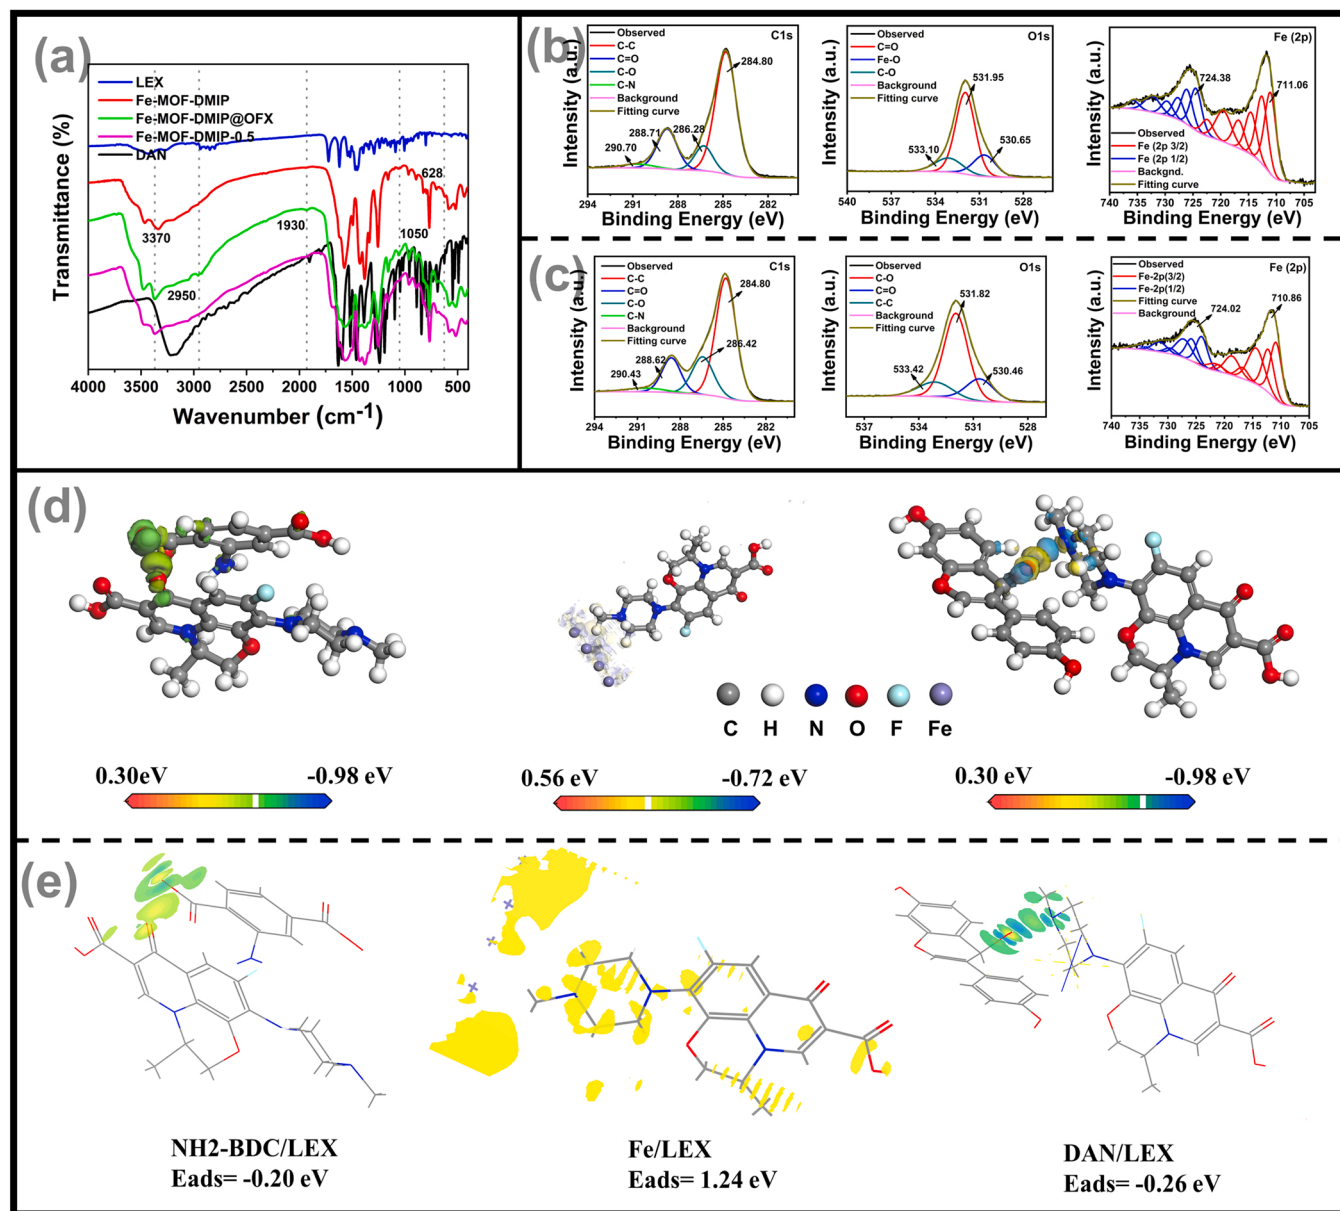 (a)
LEX
Fe-MOF-DMIP
Fe-MOF-DMIP@OFX
Fe-MOF-DMIP-0.5
DAN
628
3370
1930
1050
2950
Transmittance (%)
4000 3500 3000 2500 2000 1500 1000 500
Wavenumber (cm-1)
(b)
Observed
C-C
C=O
C-O
C-N
Background
Fitting curve
C1s
284.80
288.71
286.28
290.70
Intensity (a.u.)
294 291 288 285 282
Binding Energy (eV)
Observed
C=O
Fe-O
C-O
Background
Fitting curve
O1s
531.95
533.10
530.65
Intensity (a.u.)
540 537 534 531 528
Binding Energy (eV)
Fe (2p)
724.38
711.06
Observed
Fe (2p 3/2)
Fe (2p 1/2)
Backgnd.
Fitting curve
Intensity (a.u.)
740 735 730 725 720 715 710 705
Binding Energy (eV)
(c)
Observed
C-C
C=O
C-O
C-N
Background
Fitting curve
C1s
284.80
288.62
286.42
290.43
Intensity (a.u.)
294 291 288 285 282
Binding Energy (eV)
Observed
C-O
C=O
C-C
Background
Fitting curve
O1s
531.82
533.42
530.46
Intensity (a.u.)
537 534 531 528
Binding Energy (eV)
Observed
Fe-2p(3/2)
Fe-2p(1/2)
Fitting curve
Background
Fe (2p)
724.02
710.86
Intensity (a.u.)
740 735 730 725 720 715 710 705
Binding Energy (eV)
(d)
C H N O F Fe
0.30eV -0.98 eV
0.56 eV -0.72 eV
0.30 eV -0.98 eV
(e)
NH2-BDC/LEX
Eads= -0.20 eV
Fe/LEX
Eads= 1.24 eV
DAN/LEX
Eads= -0.26 eV